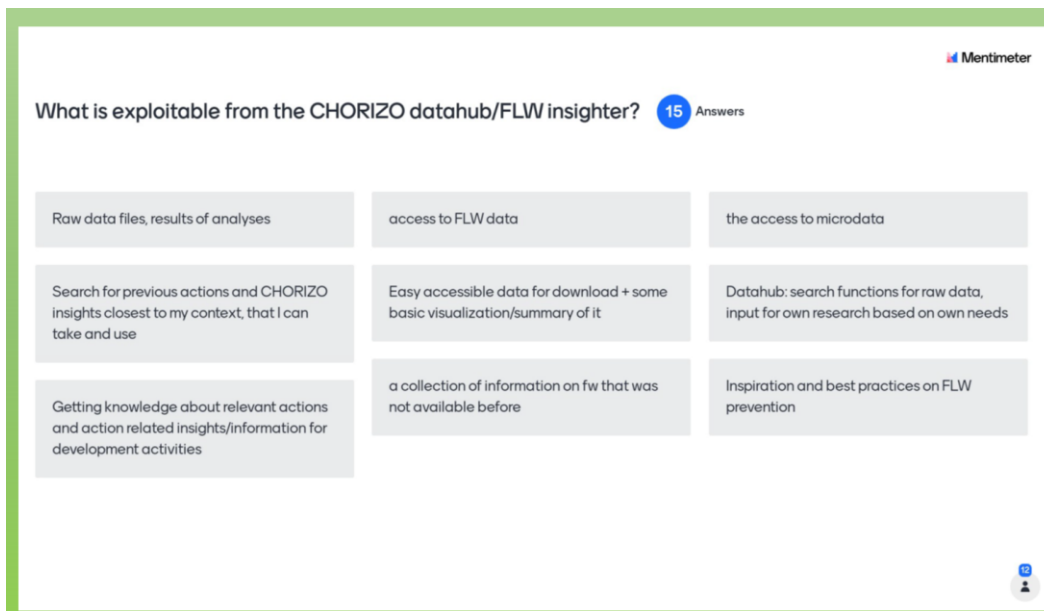 Mentimeter
What is exploitable from the CHORIZO datahub/FLW insighter?
15 Answers
Raw data files, results of analyses
access to FLW data
the access to microdata
Search for previous actions and CHORIZO
insights closest to my context, that I can
take and use
Easy accessible data for download + some
basic visualization/summary of it
Datahub: search functions for raw data,
input for own research based on own needs
Getting knowledge about relevant actions
and action related insights/information for
development activities
a collection of information on fw that was
not available before
Inspiration and best practices on FLW
prevention
12